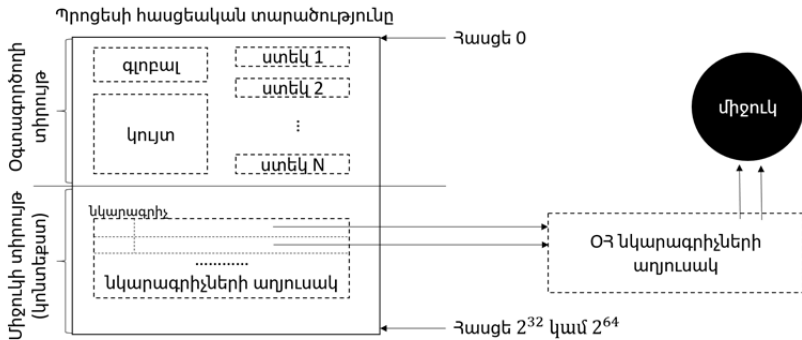 Պրոցեսի հասցեական տարածությունը
Հասցե 0
Օգտագործողի
տիրույթ
գլոբալ
կույտ
ստեկ 1
ստեկ 2
...
ստեկ N
միջուկ
Միջուկի տիրույթ
(կոնտեքստ)
նկարագրիչ
............
նկարագրիչների աղյուսակ
ՕՀ նկարագրիչների
աղյուսակ
Հասցե 2³² կամ 2⁶⁴